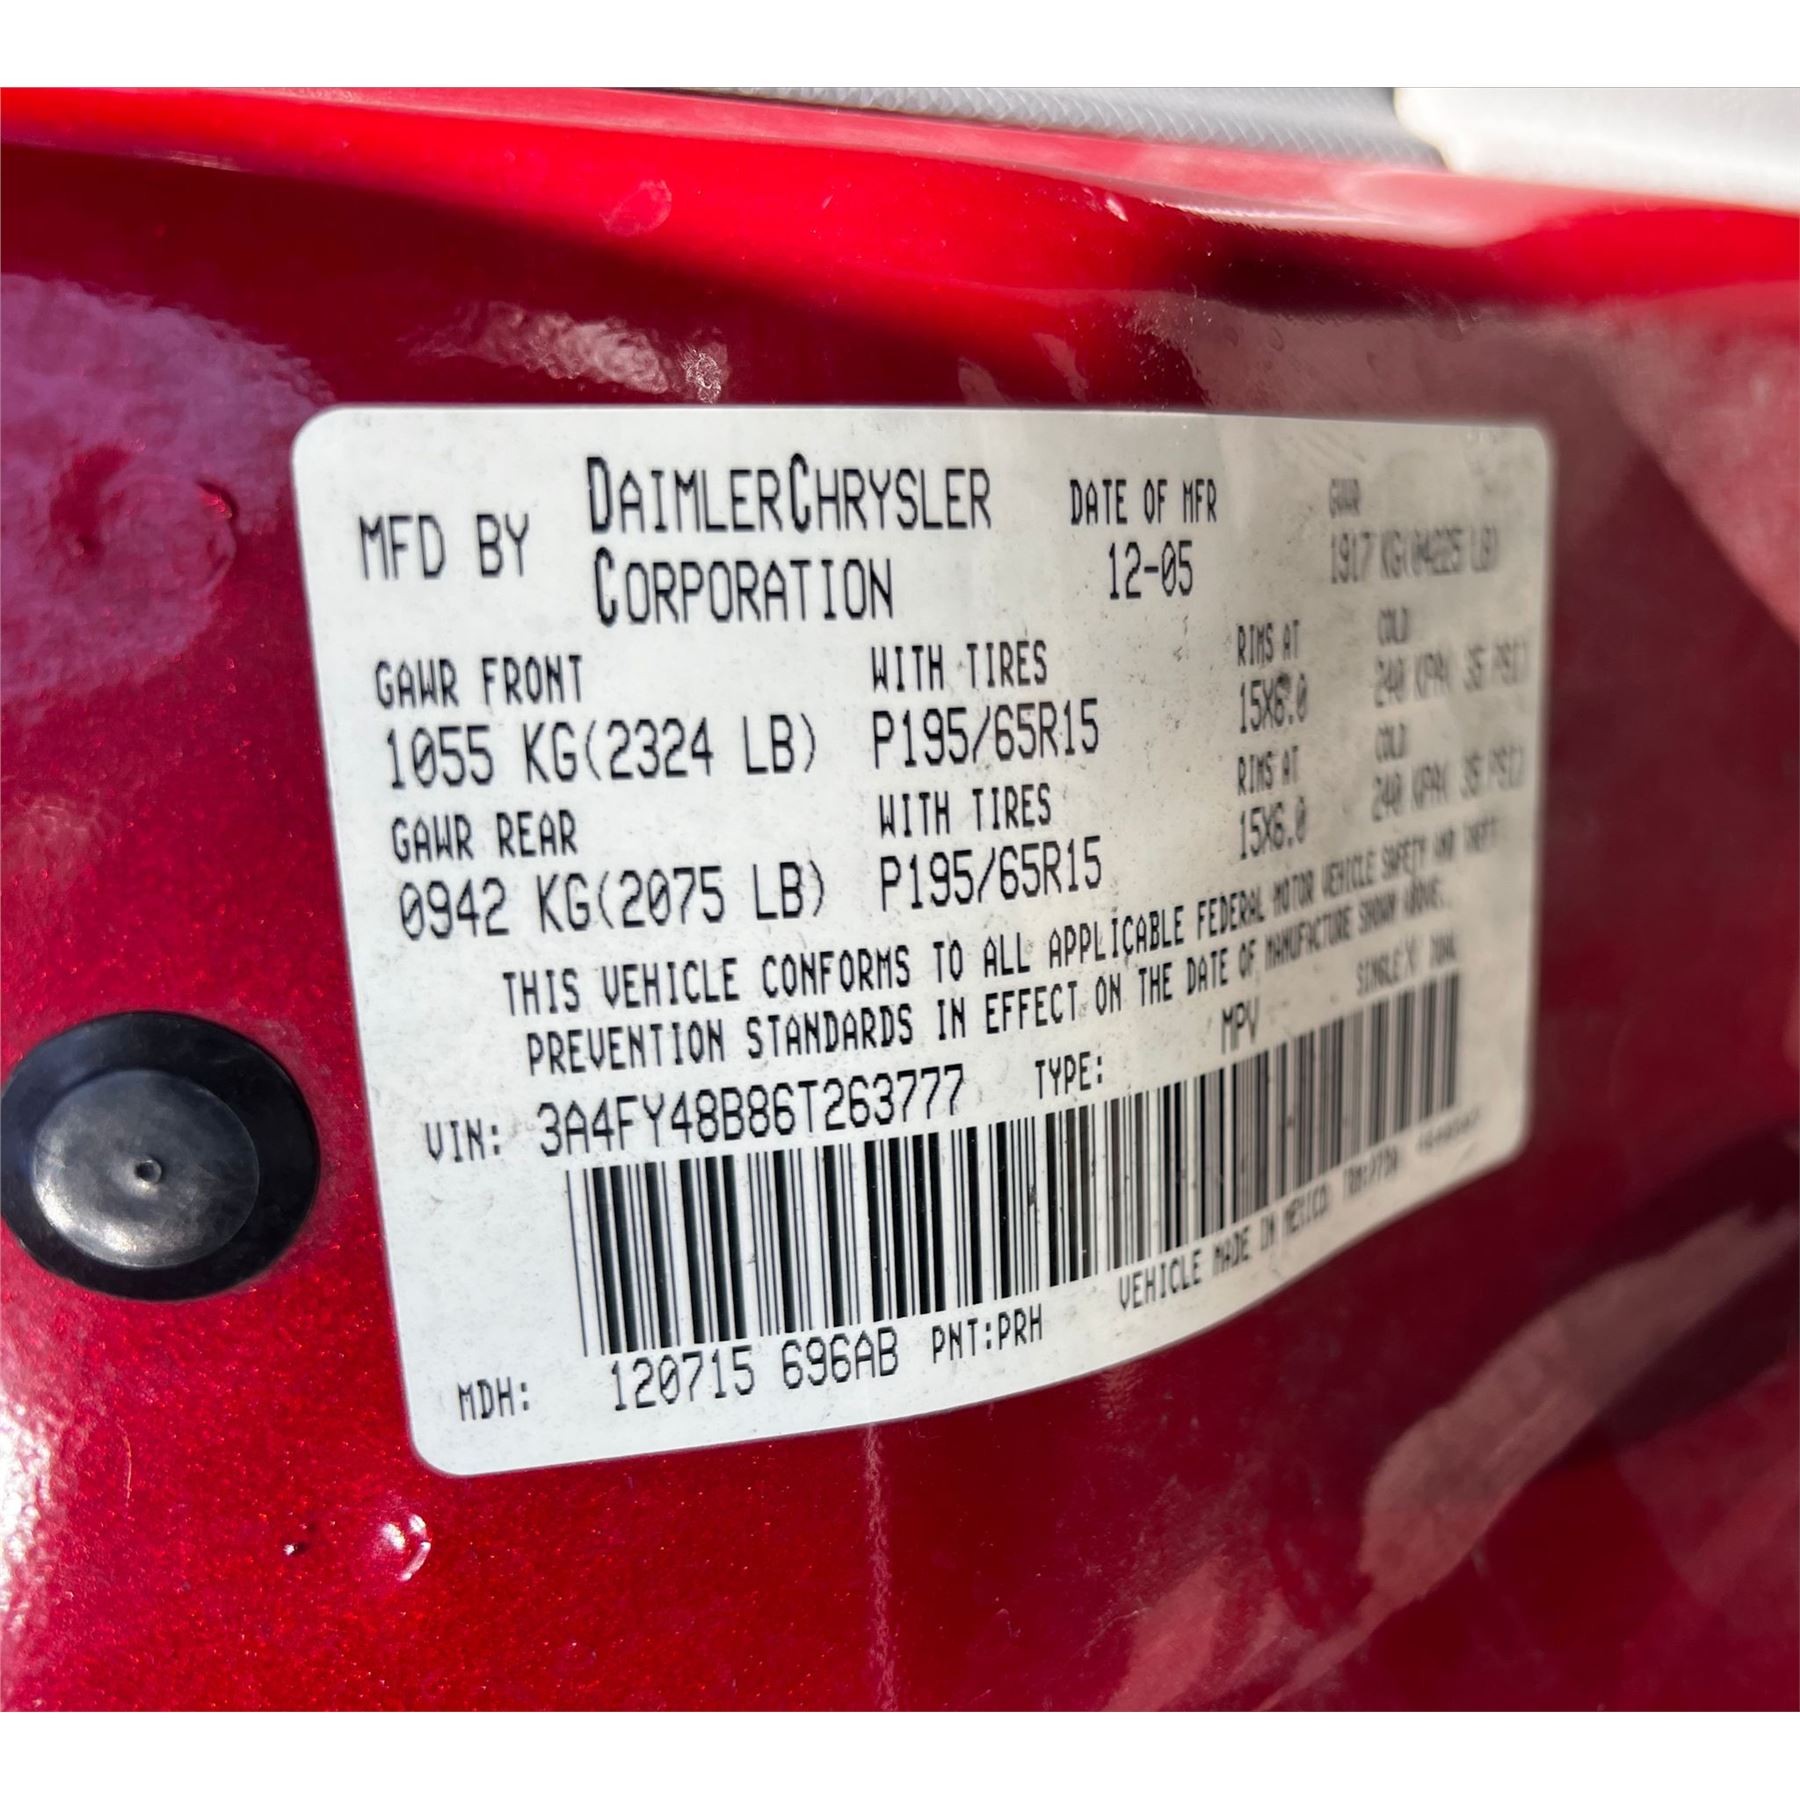 MFD BY DAIMLERCHRYSLER CORPORATION DATE OF MFR 12-05 GVWR 1917 KG(04225 LB)
GAWR FRONT WITH TIRES RIMS AT COLD
1055 KG(2324 LB) P195/65R15 15X6.0 240 KPA( 35 PSI)
GAWR REAR WITH TIRES RIMS AT COLD
0942 KG(2075 LB) P195/65R15 15X6.0 240 KPA( 35 PSI)
THIS VEHICLE CONFORMS TO ALL APPLICABLE FEDERAL MOTOR VEHICLE SAFETY AND THEFT
PREVENTION STANDARDS IN EFFECT ON THE DATE OF MANUFACTURE SHOWN ABOVE.
VIN: 3A4FY48B86T263777 TYPE: MPV SINGLE X DUAL
MDH: 120715 696AB PNT:PRH VEHICLE MADE IN MEXICO